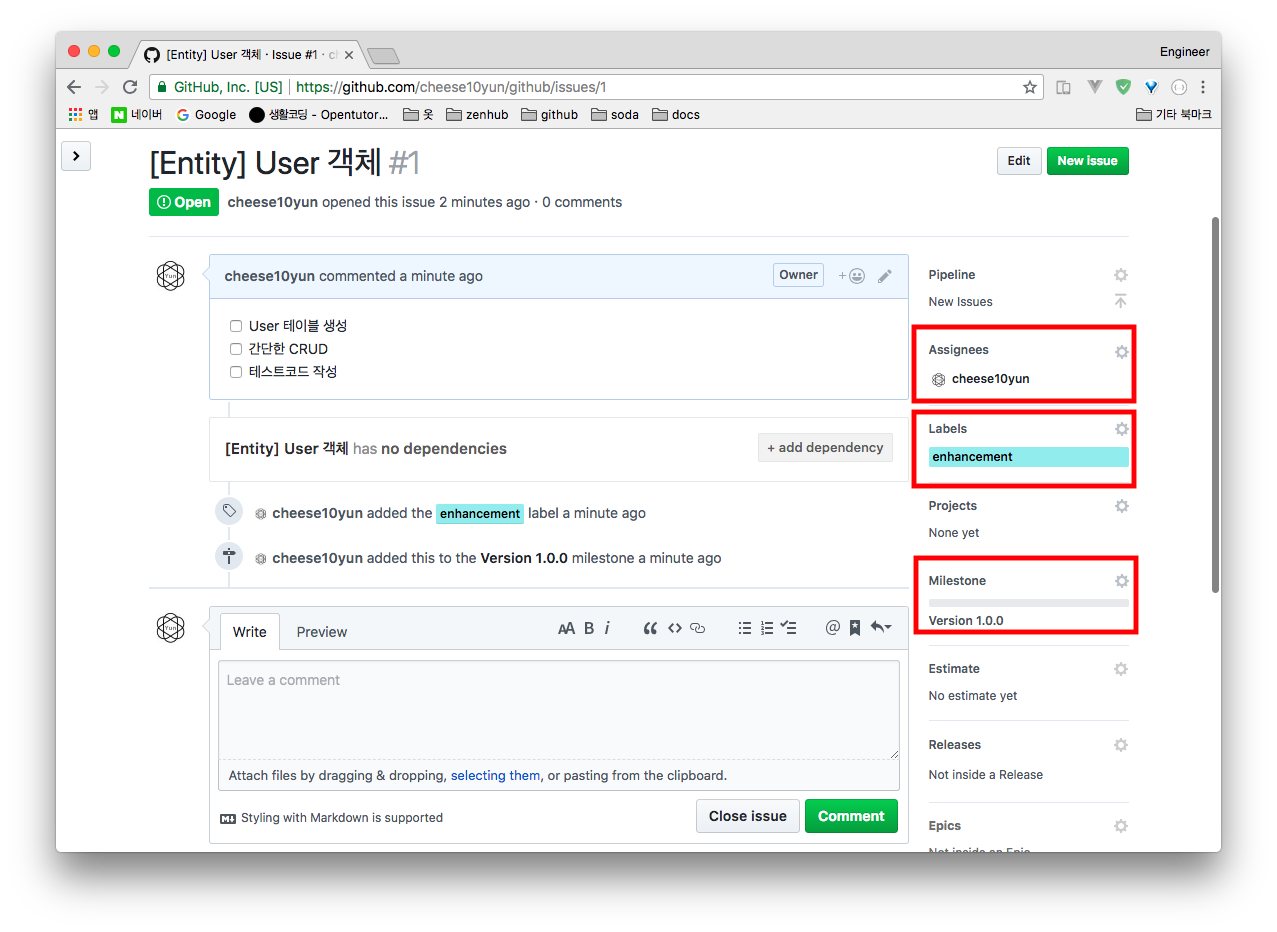 [Entity] User 객체 · Issue #1 · c
Engineer
GitHub, Inc. [US] https://github.com/cheese10yun/github/issues/1
앱 네이버 Google 생활코딩 - Opentutor... 옷 zenhub github soda docs 기타 북마크
[Entity] User 객체 #1
Edit New issue
Open cheese10yun opened this issue 2 minutes ago · 0 comments
cheese10yun commented a minute ago
Owner
User 테이블 생성
간단한 CRUD
테스트코드 작성
[Entity] User 객체 has no dependencies
+ add dependency
cheese10yun added the enhancement label a minute ago
cheese10yun added this to the Version 1.0.0 milestone a minute ago
Write Preview
AA B i @
Leave a comment
Attach files by dragging & dropping, selecting them, or pasting from the clipboard.
Styling with Markdown is supported
Close issue Comment
Pipeline
New Issues
Assignees
cheese10yun
Labels
enhancement
Projects
None yet
Milestone
Version 1.0.0
Estimate
No estimate yet
Releases
Not inside a Release
Epics
Not inside an Epic